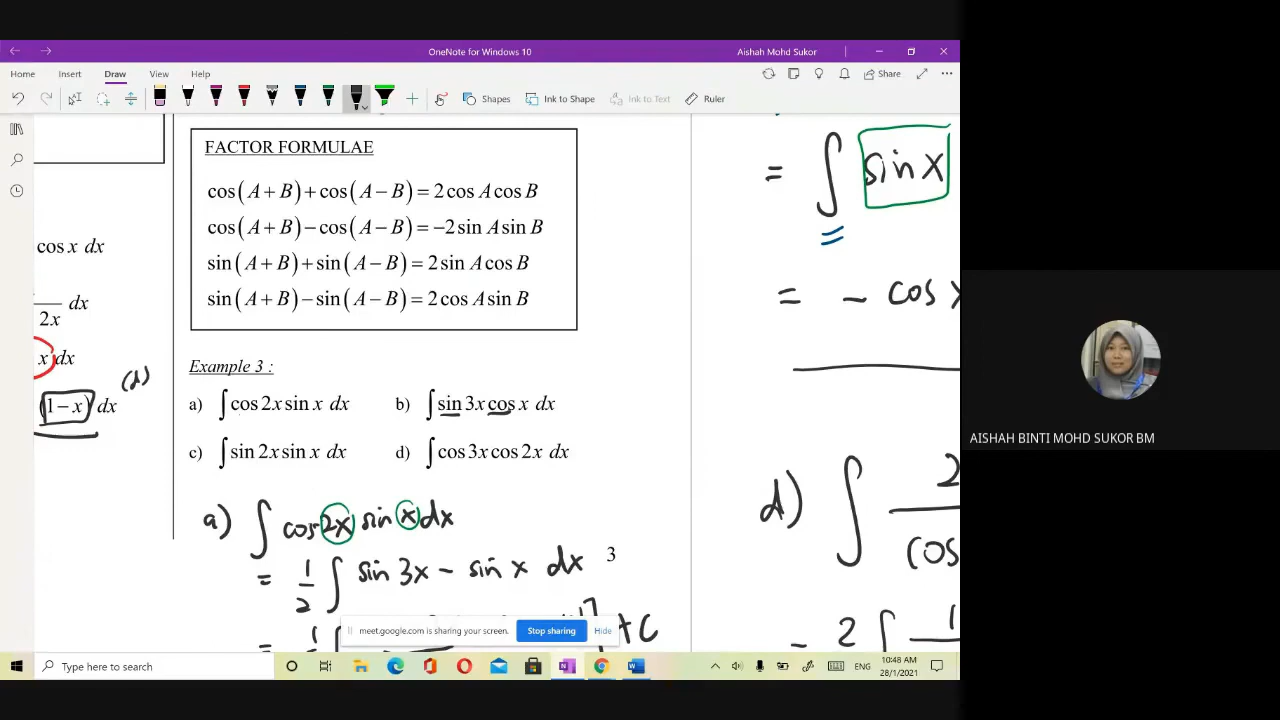 OneNote for Windows 10
Aishah Mohd Sukor
Home Insert Draw View Help
Share
Shapes Ink to Shape Ink to Text Ruler
FACTOR FORMULAE
cos(A + B) + cos(A − B) = 2 cos A cos B
cos(A + B) − cos(A − B) = −2 sin A sin B
sin(A + B) + sin(A − B) = 2 sin A cos B
sin(A + B) − sin(A − B) = 2 cos A sin B
cos x dx
2x dx
x dx
(1 − x) dx (d)
Example 3 :
a) ∫ cos 2x sin x dx b) ∫ sin 3x cos x dx
c) ∫ sin 2x sin x dx d) ∫ cos 3x cos 2x dx
a) ∫ cos 2x sin x dx
= 1/2 ∫ sin 3x − sin x dx 3
+ C
= ∫ sin x
= − cos x
d) ∫ 2 / cos
2 ∫ 1
meet.google.com is sharing your screen. Stop sharing Hide
Type here to search
ENG
10:48 AM
28/1/2021
AISHAH BINTI MOHD SUKOR BM